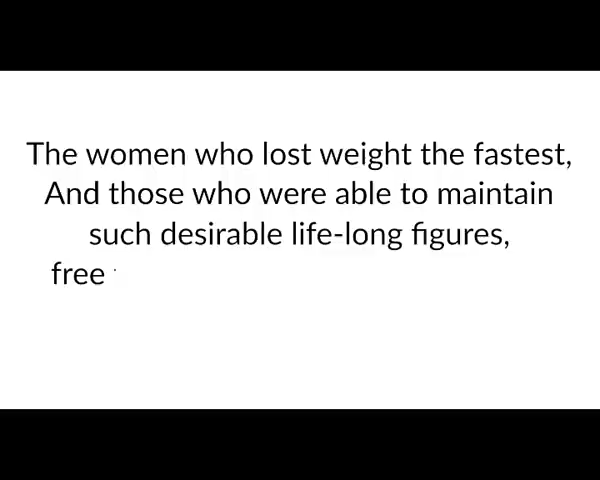 The women who lost weight the fastest,
And those who were able to maintain
such desirable life-long figures,
free